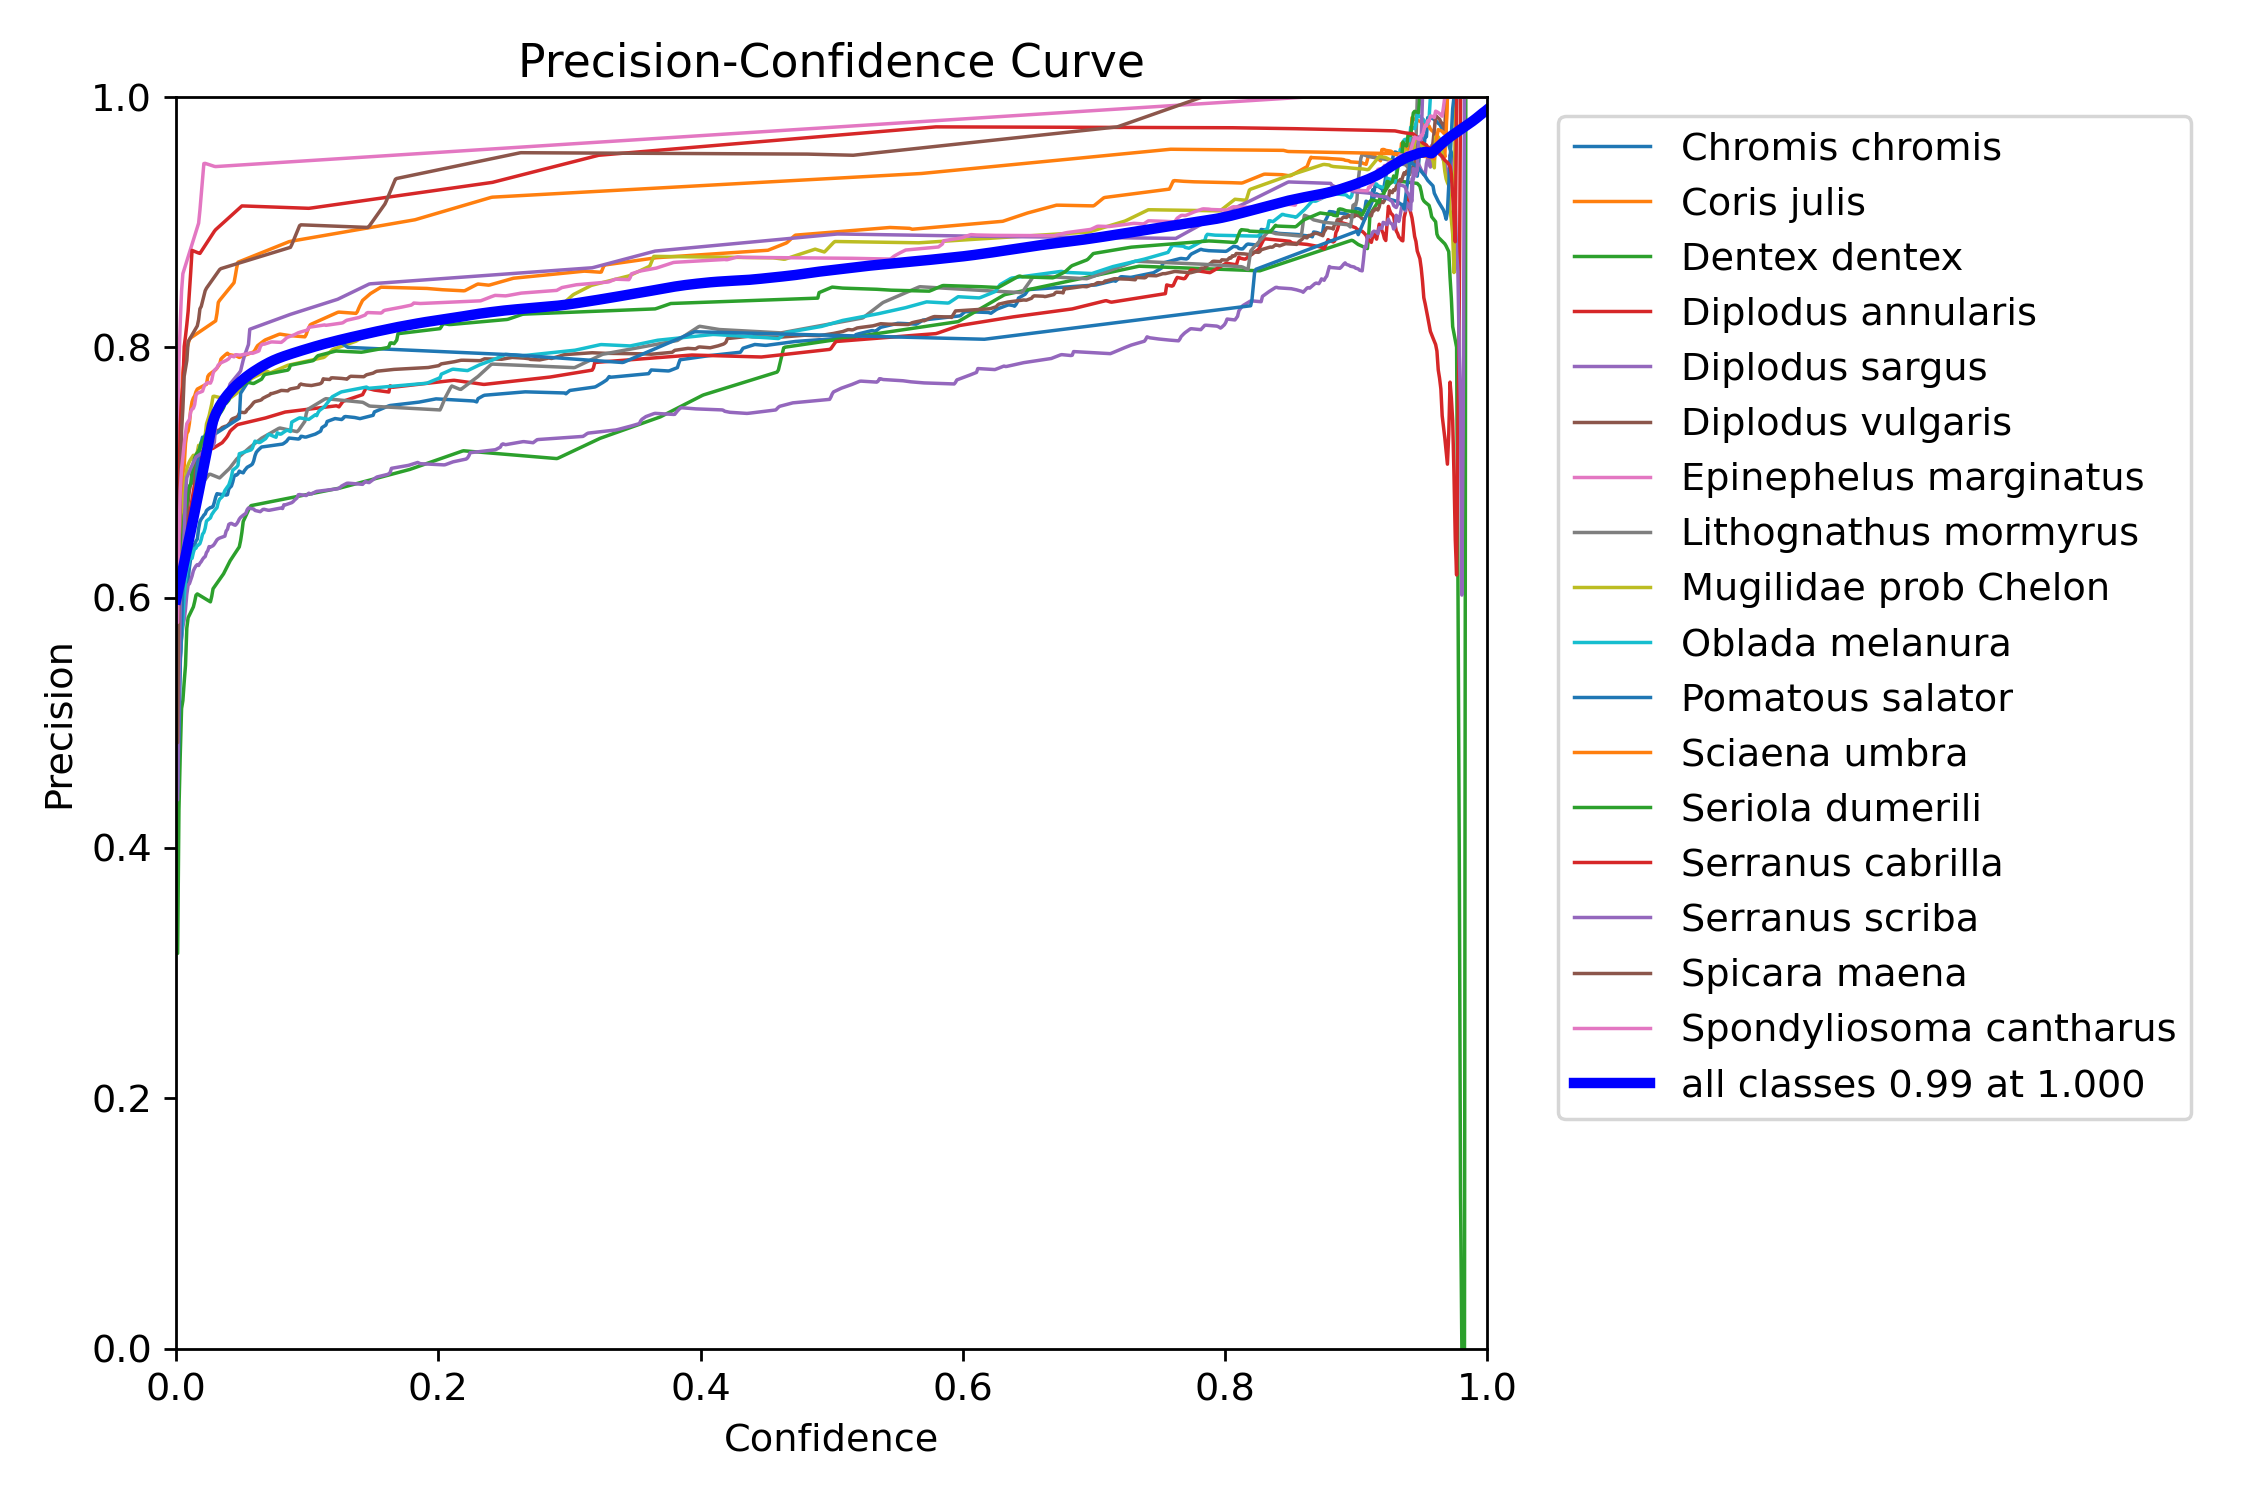 Precision-Confidence Curve
1.0
0.8
0.6
0.4
0.2
0.0
Precision
0.0 0.2 0.4 0.6 0.8 1.0
Confidence
Chromis chromis
Coris julis
Dentex dentex
Diplodus annularis
Diplodus sargus
Diplodus vulgaris
Epinephelus marginatus
Lithognathus mormyrus
Mugilidae prob Chelon
Oblada melanura
Pomatous salator
Sciaena umbra
Seriola dumerili
Serranus cabrilla
Serranus scriba
Spicara maena
Spondyliosoma cantharus
all classes 0.99 at 1.000